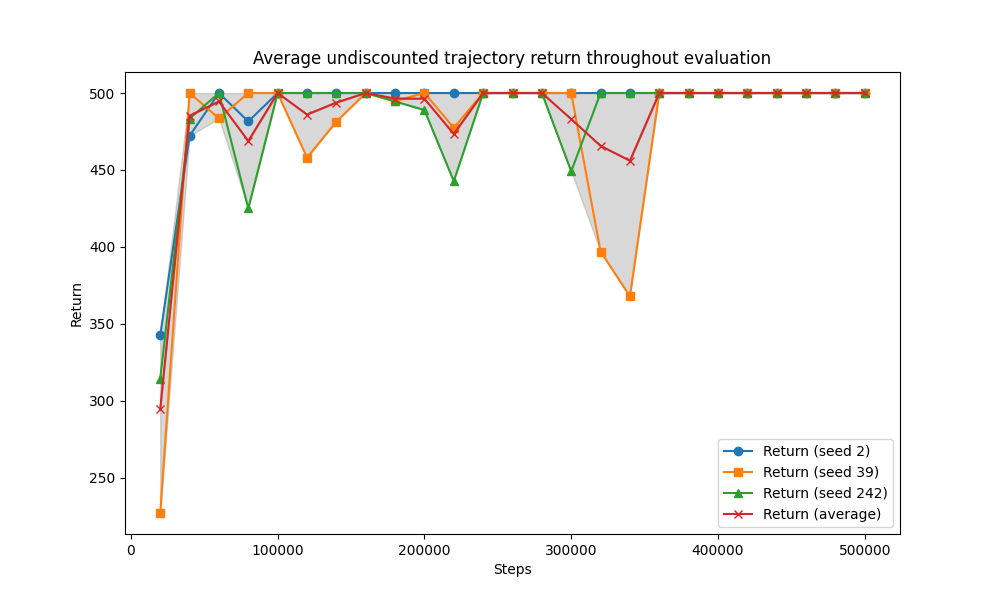 Average undiscounted trajectory return throughout evaluation
Return
500
450
400
350
300
250
0
100000
200000
300000
400000
500000
Steps
Return (seed 2)
Return (seed 39)
Return (seed 242)
Return (average)